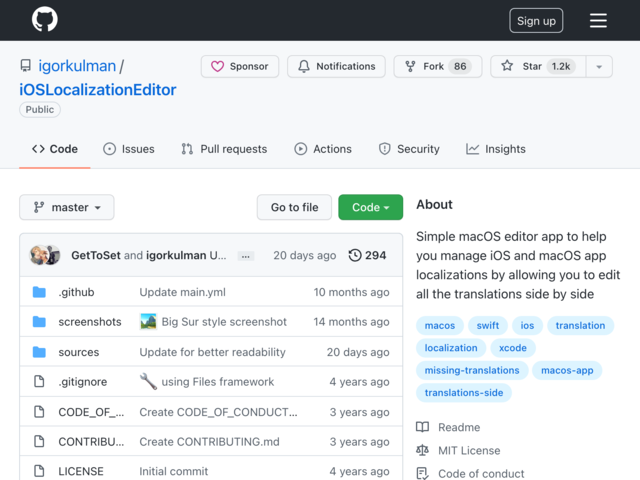 Sign up
igorkulman /
iOSLocalizationEditor
Public
Sponsor
Notifications
Fork 86
Star 1.2k
Code
Issues
Pull requests
Actions
Security
Insights
master
Go to file
Code
About
Simple macOS editor app to help
you manage iOS and macOS app
localizations by allowing you to edit
all the translations side by side
macos swift ios translation
localization xcode
missing-translations macos-app
translations-side
Readme
MIT License
Code of conduct
GetToSet and igorkulman U... ... 20 days ago 294
.github Update main.yml 10 months ago
screenshots Big Sur style screenshot 14 months ago
sources Update for better readability 20 days ago
.gitignore using Files framework 4 years ago
CODE_OF_... Create CODE_OF_CONDUCT... 3 years ago
CONTRIBU... Create CONTRIBUTING.md 3 years ago
LICENSE Initial commit 4 years ago